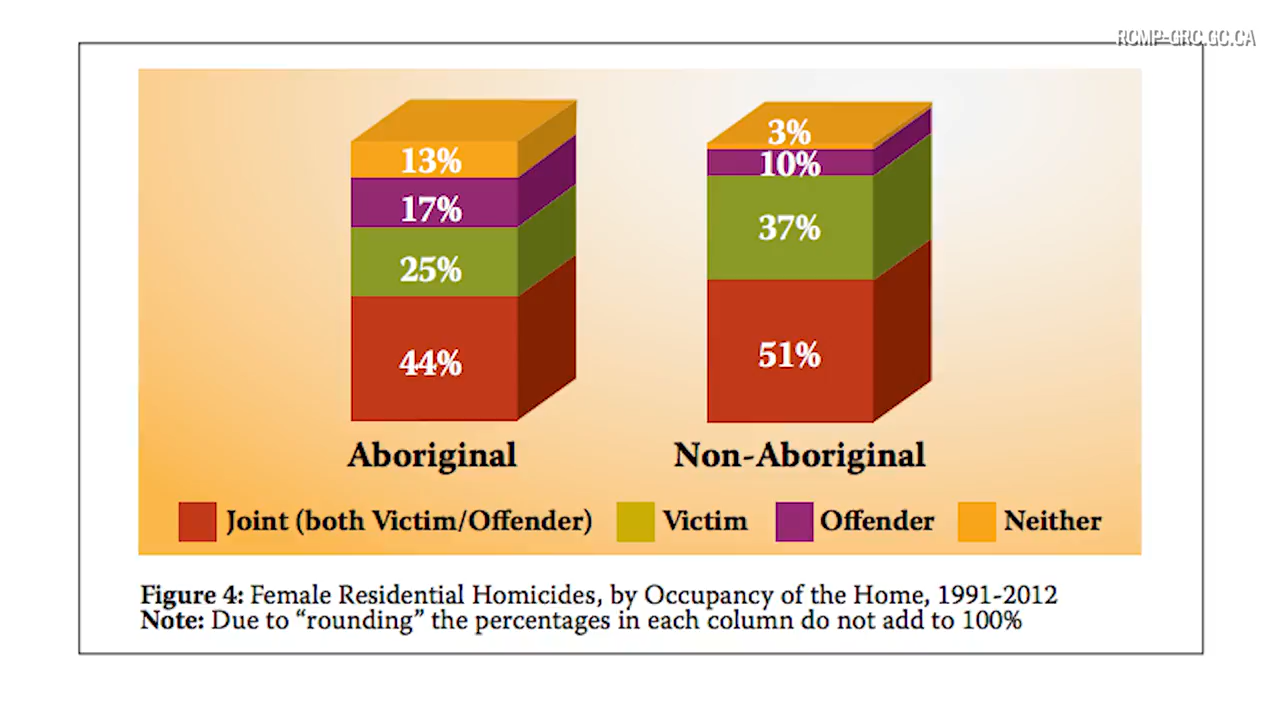 RCMP-GRC.GC.CA
13%
17%
25%
44%
Aboriginal
3%
10%
37%
51%
Non-Aboriginal
Joint (both Victim/Offender) Victim Offender Neither
Figure 4: Female Residential Homicides, by Occupancy of the Home, 1991-2012
Note: Due to “rounding” the percentages in each column do not add to 100%